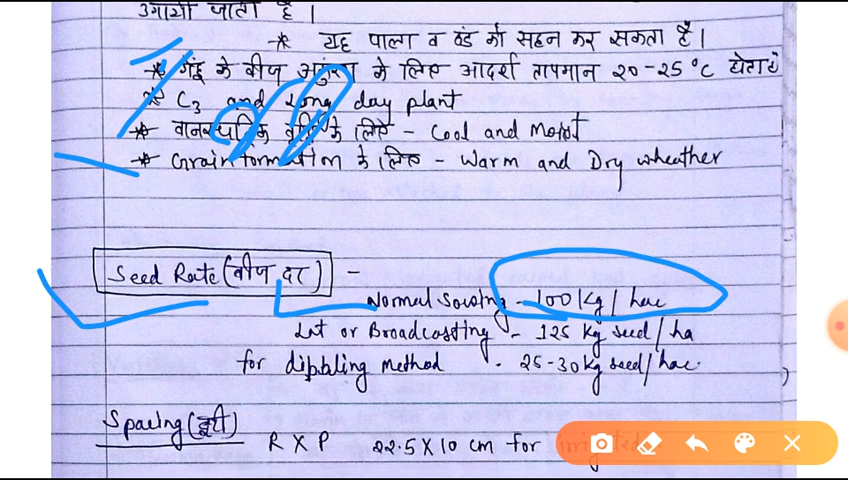 उगाया जाता है।
* यह पाला व ठंड को सहन कर सकता है।
* गेहूं के बीज अंकुरण के लिए आदर्श तापमान 20-25°C होता है
* C3 and Long day plant
* वानस्पतिक वृद्धि के लिए - Cool and Moist
* Grain formation के लिए - Warm and Dry wheather
Seed Rate (बीज दर) -
Normal Sowing - 100 Kg / hac
Lat or Broadcasting - 125 Kg seed / ha
for dibbling method - 25-30 kg seed / hac.
Spacing (दूरी)
R X P 22.5 X 10 cm for irrigated